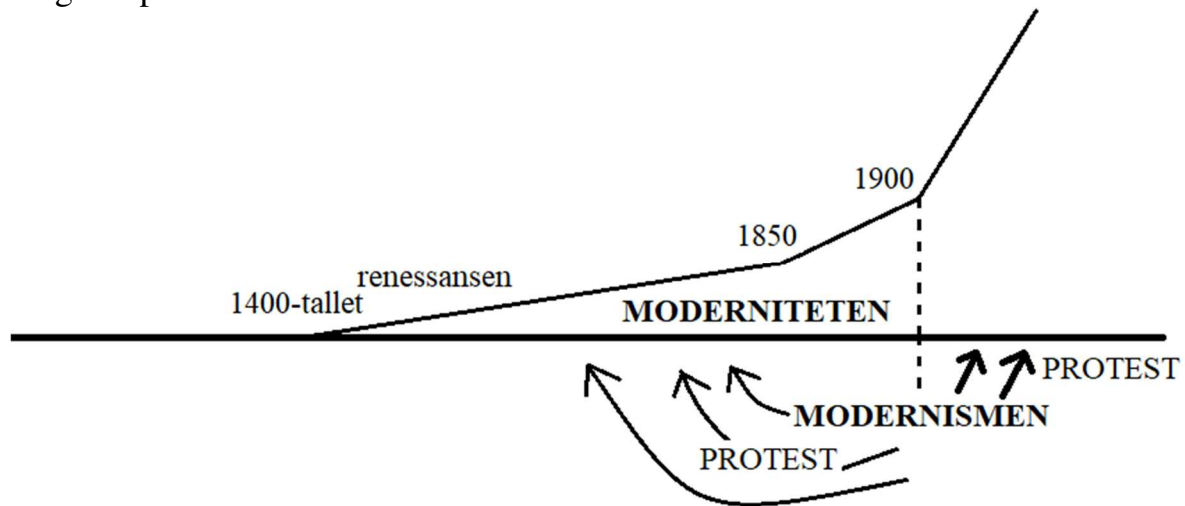 1900
1850
renessansen
1400-tallet
MODERNITETEN
PROTEST
MODERNISMEN
PROTEST